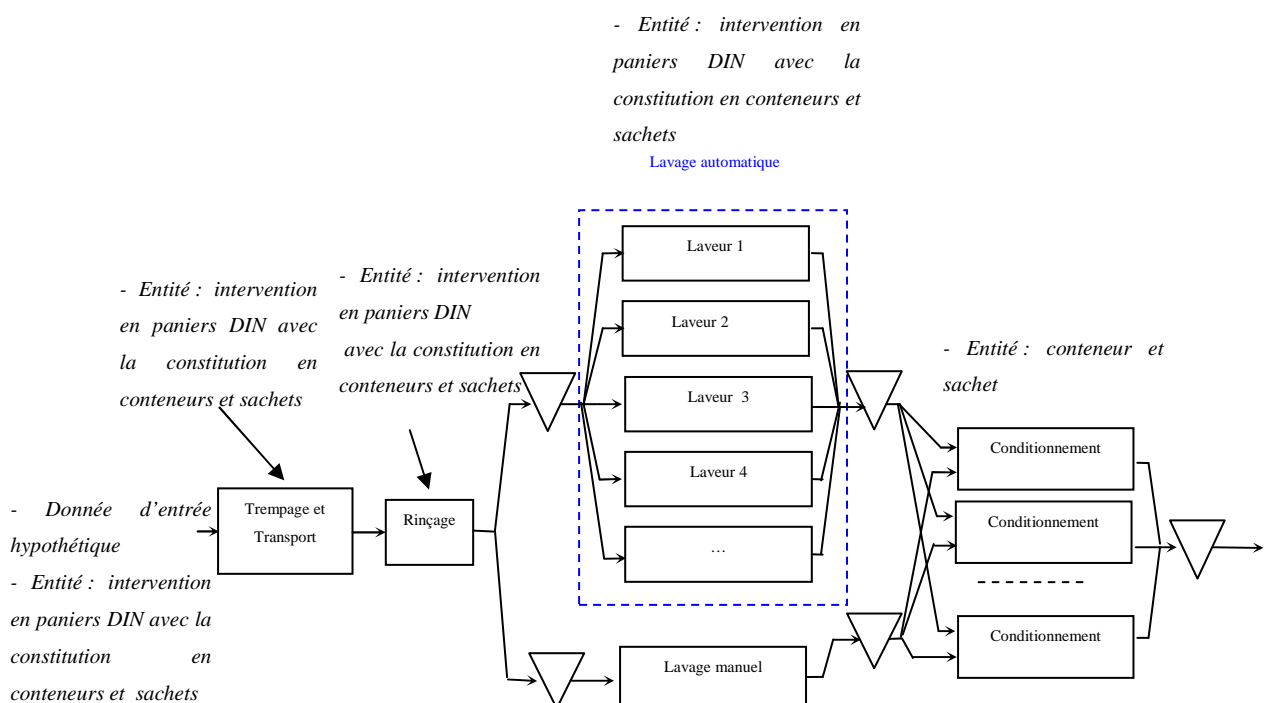 - Entité : intervention en
paniers DIN avec la
constitution en conteneurs et
sachets
Lavage automatique
Laveur 1
Laveur 2
Laveur 3
Laveur 4
…
- Entité : intervention
en paniers DIN avec
la constitution en
conteneurs et sachets
- Entité : intervention
en paniers DIN
avec la constitution en
conteneurs et sachets
- Entité : conteneur et
sachet
Conditionnement
Conditionnement
Conditionnement
- Donnée d'entrée
hypothétique
- Entité : intervention
en paniers DIN avec la
constitution en
conteneurs et sachets
Trempage et
Transport
Rinçage
Lavage manuel